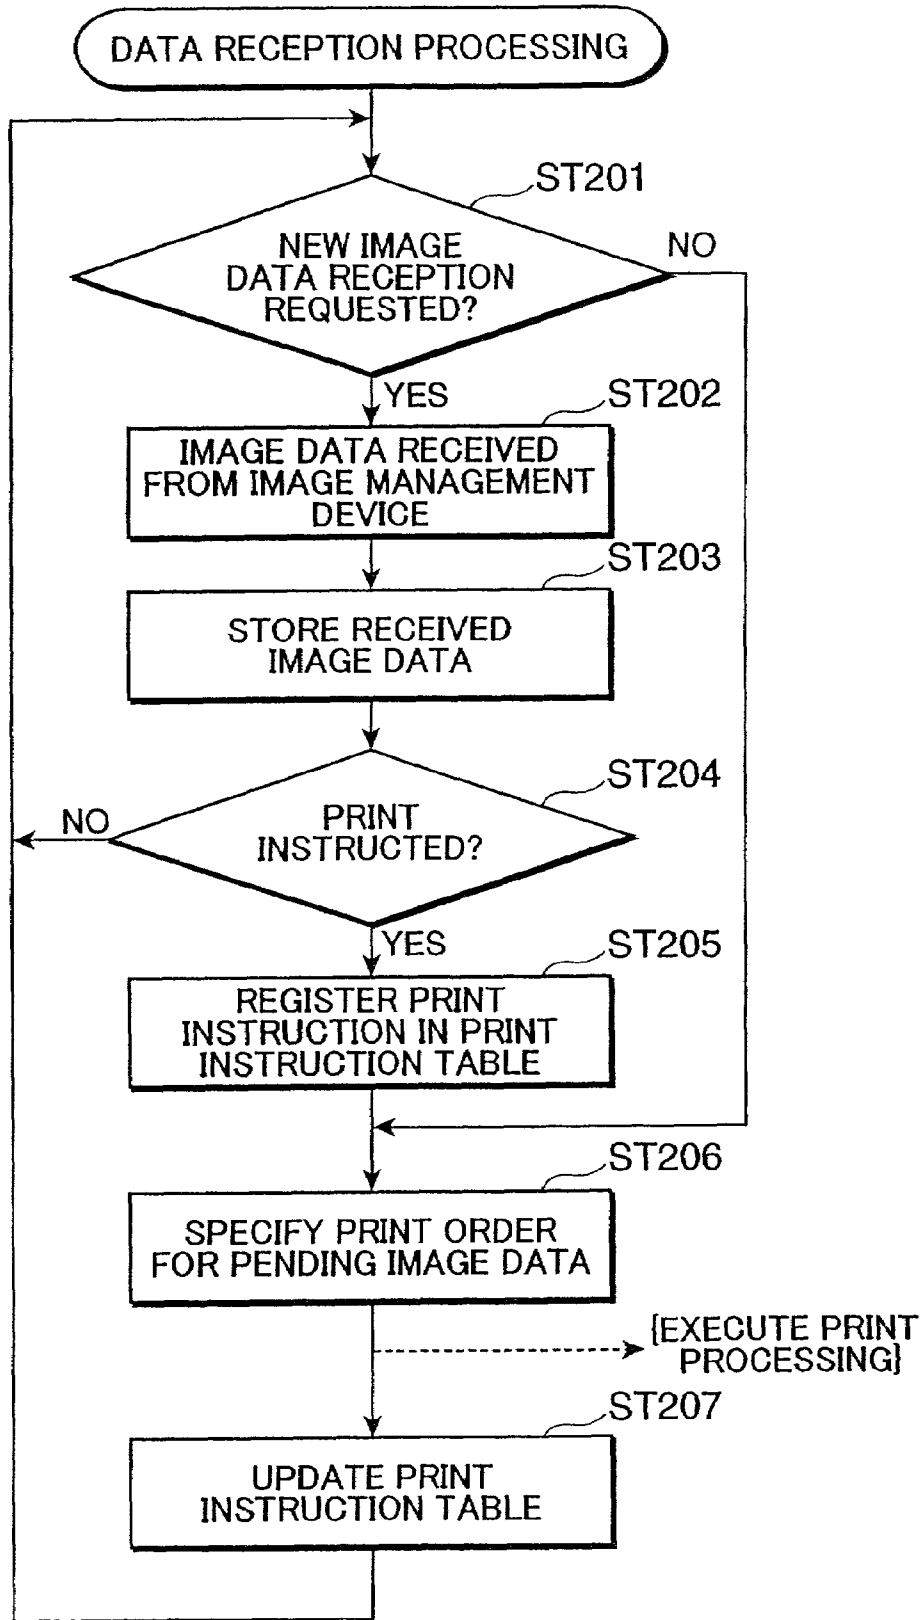 DATA RECEPTION PROCESSING
ST201
NEW IMAGE
DATA RECEPTION
REQUESTED?
NO
YES
ST202
IMAGE DATA RECEIVED
FROM IMAGE MANAGEMENT
DEVICE
ST203
STORE RECEIVED
IMAGE DATA
ST204
PRINT
INSTRUCTED?
NO
YES
ST205
REGISTER PRINT
INSTRUCTION IN PRINT
INSTRUCTION TABLE
ST206
SPECIFY PRINT ORDER
FOR PENDING IMAGE DATA
[EXECUTE PRINT
PROCESSING]
ST207
UPDATE PRINT
INSTRUCTION TABLE